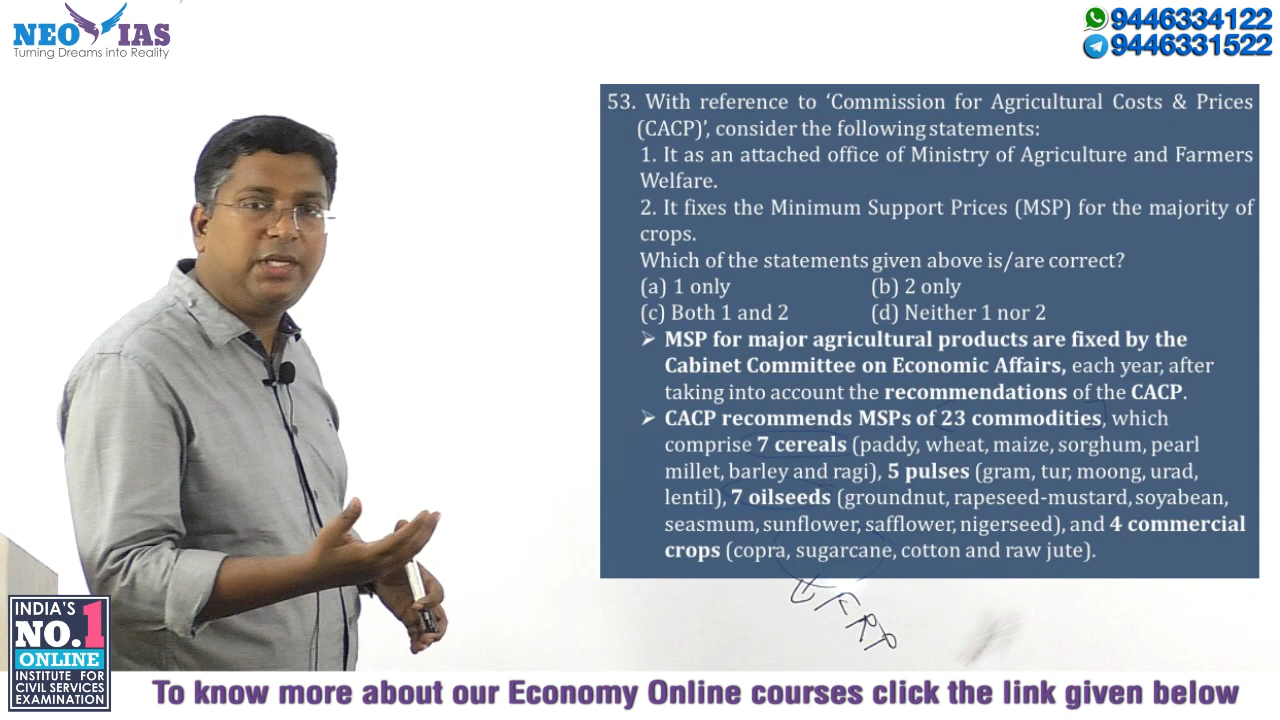 NEO IAS
Turning Dreams into Reality
9446334122
9446331522
53. With reference to ‘Commission for Agricultural Costs & Prices
(CACP)’, consider the following statements:
1. It as an attached office of Ministry of Agriculture and Farmers
Welfare.
2. It fixes the Minimum Support Prices (MSP) for the majority of
crops.
Which of the statements given above is/are correct?
(a) 1 only (b) 2 only
(c) Both 1 and 2 (d) Neither 1 nor 2
➢ MSP for major agricultural products are fixed by the
Cabinet Committee on Economic Affairs, each year, after
taking into account the recommendations of the CACP.
➢ CACP recommends MSPs of 23 commodities, which
comprise 7 cereals (paddy, wheat, maize, sorghum, pearl
millet, barley and ragi), 5 pulses (gram, tur, moong, urad,
lentil), 7 oilseeds (groundnut, rapeseed-mustard, soyabean,
seasmum, sunflower, safflower, nigerseed), and 4 commercial
crops (copra, sugarcane, cotton and raw jute).
FRP
INDIA'S
NO.1
ONLINE
INSTITUTE FOR
CIVIL SERVICES
EXAMINATION
To know more about our Economy Online courses click the link given below